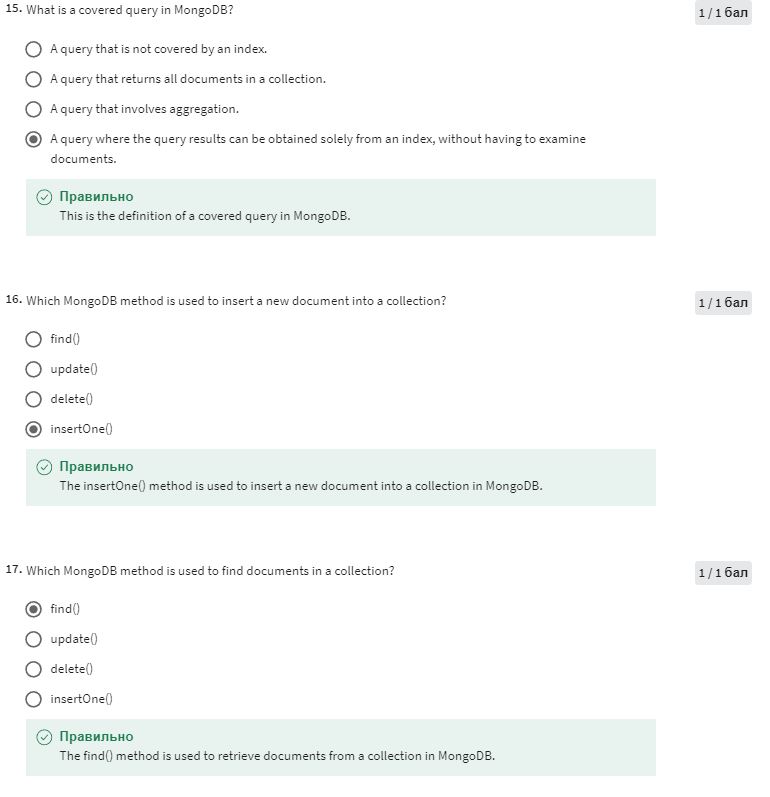 15. What is a covered query in MongoDB?
1 / 1 бал
A query that is not covered by an index.
A query that returns all documents in a collection.
A query that involves aggregation.
A query where the query results can be obtained solely from an index, without having to examine
documents.
Правильно
This is the definition of a covered query in MongoDB.
16. Which MongoDB method is used to insert a new document into a collection?
1 / 1 бал
find()
update()
delete()
insertOne()
Правильно
The insertOne() method is used to insert a new document into a collection in MongoDB.
17. Which MongoDB method is used to find documents in a collection?
1 / 1 бал
find()
update()
delete()
insertOne()
Правильно
The find() method is used to retrieve documents from a collection in MongoDB.